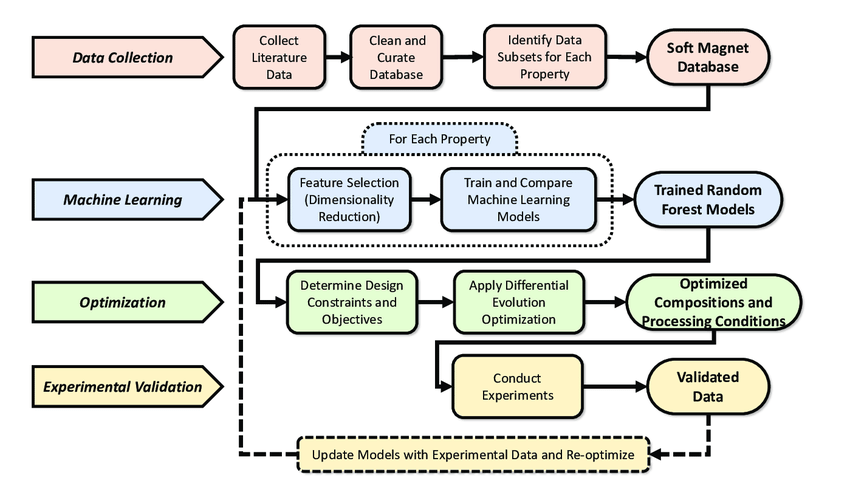 Data Collection
Collect
Literature
Data
Clean and
Curate
Database
Identify Data
Subsets for Each
Property
Soft Magnet
Database
For Each Property
Machine Learning
Feature Selection
(Dimensionality
Reduction)
Train and Compare
Machine Learning
Models
Trained Random
Forest Models
Optimization
Determine Design
Constraints and
Objectives
Apply Differential
Evolution
Optimization
Optimized
Compositions and
Processing Conditions
Experimental Validation
Conduct
Experiments
Validated
Data
Update Models with Experimental Data and Re-optimize